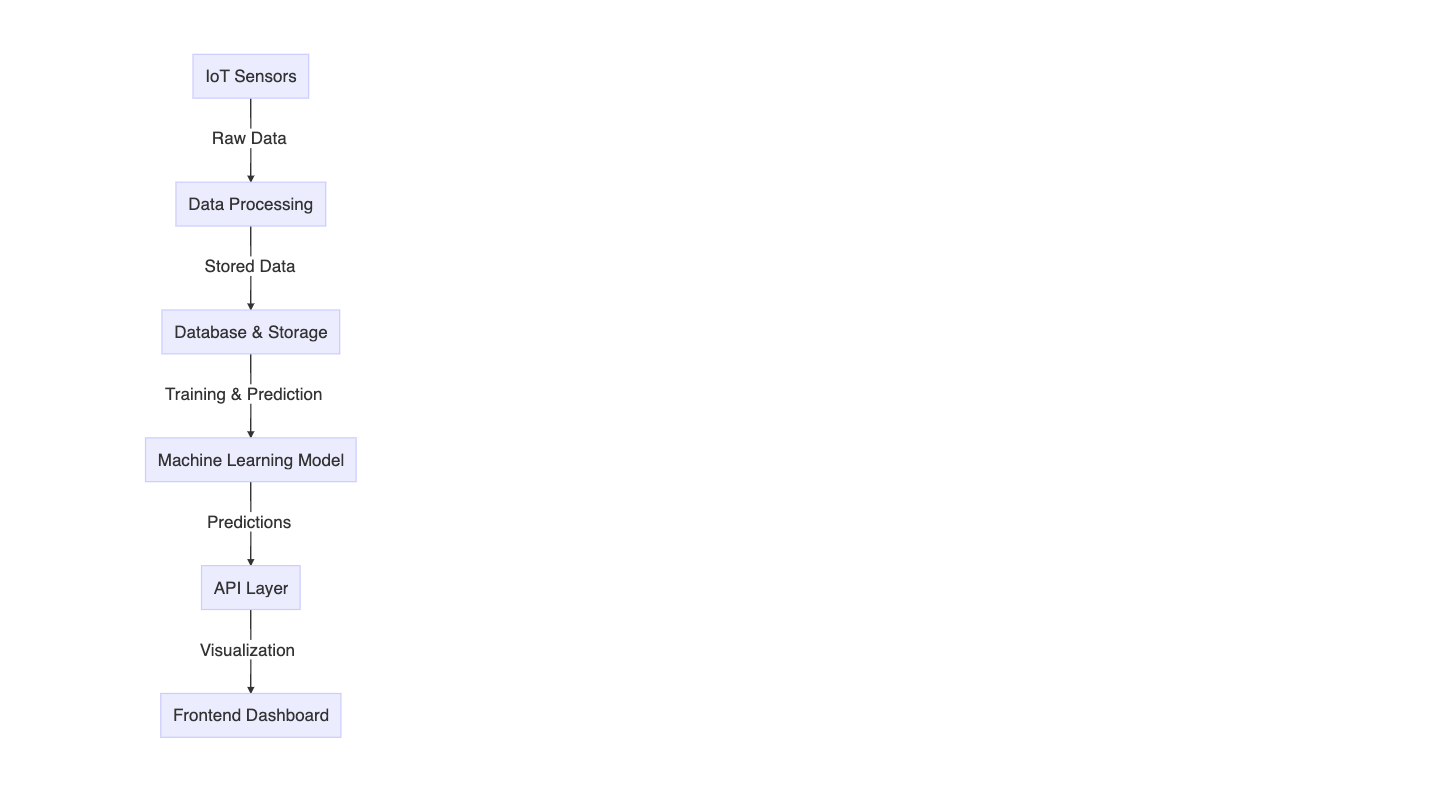 IoT Sensors
Raw Data
Data Processing
Stored Data
Database & Storage
Training & Prediction
Machine Learning Model
Predictions
API Layer
Visualization
Frontend Dashboard